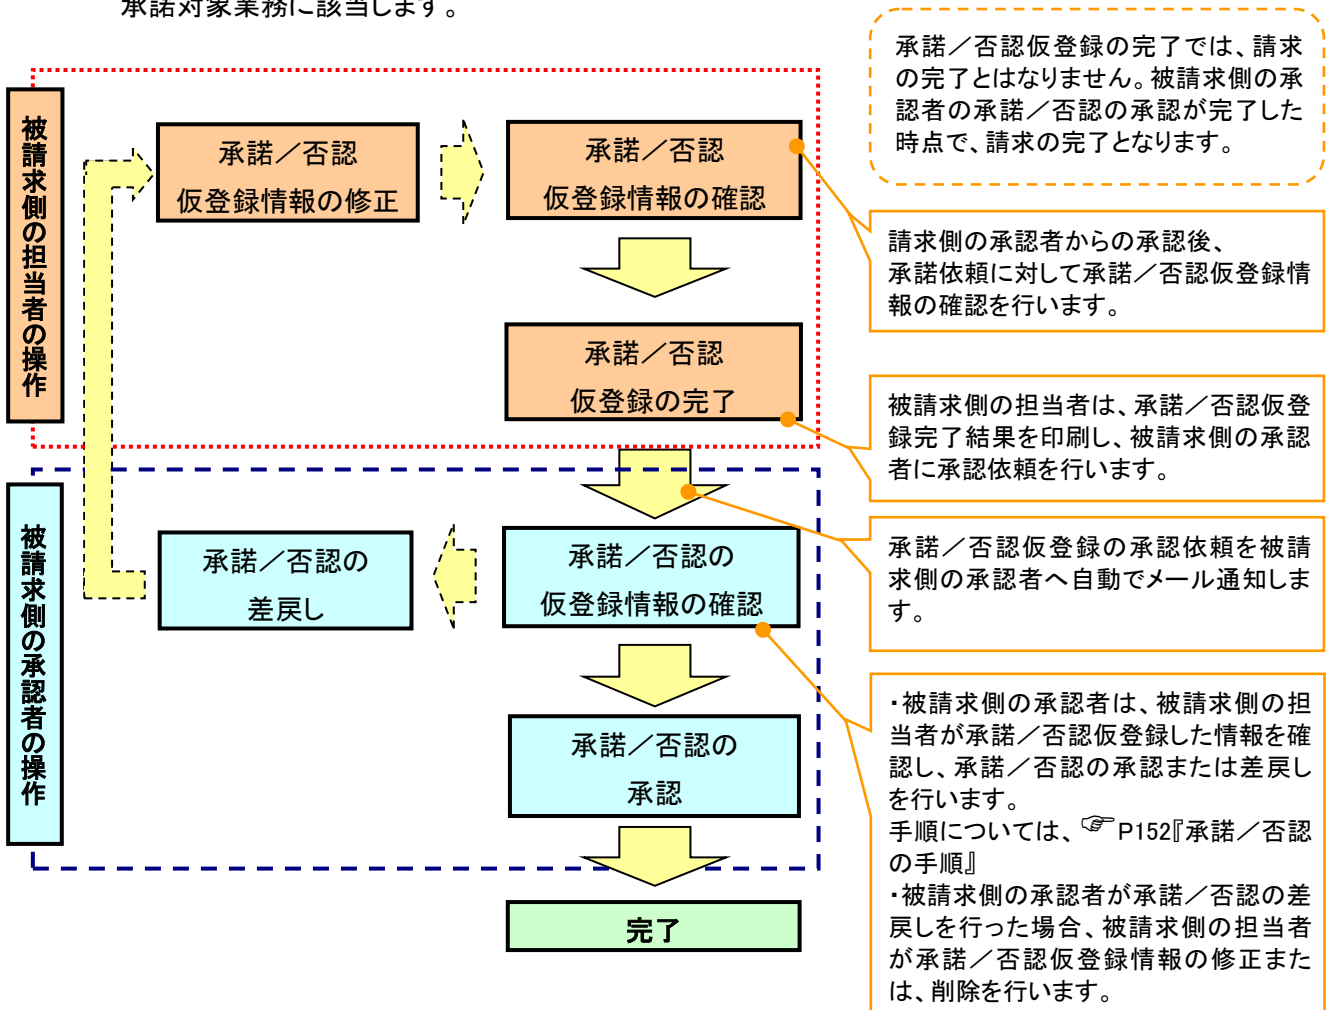 承諾対象業務に該当します。
承諾／否認仮登録の完了では、請求
の完了とはなりません。被請求側の承
認者の承諾／否認の承認が完了した
時点で、請求の完了となります。
被請求側の担当者の操作
承諾／否認
仮登録情報の修正
承諾／否認
仮登録情報の確認
請求側の承認者からの承認後、
承諾依頼に対して承諾／否認仮登録情
報の確認を行います。
承諾／否認
仮登録の完了
被請求側の担当者は、承諾／否認仮登
録完了結果を印刷し、被請求側の承認
者に承認依頼を行います。
被請求側の承認者の操作
承諾／否認の
差戻し
承諾／否認の
仮登録情報の確認
承諾／否認仮登録の承認依頼を被請
求側の承認者へ自動でメール通知しま
す。
承諾／否認の
承認
・被請求側の承認者は、被請求側の担
当者が承諾／否認仮登録した情報を確
認し、承諾／否認の承認または差戻し
を行います。
手順については、☞P152『承諾／否認
の手順』
・被請求側の承認者が承諾／否認の差
戻しを行った場合、被請求側の担当者
が承諾／否認仮登録情報の修正また
は、削除を行います。
完了